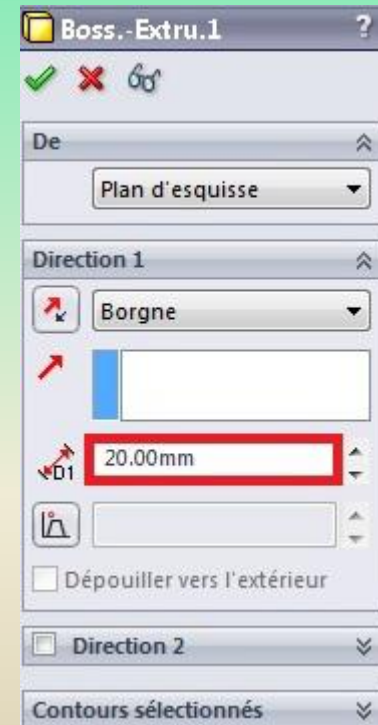 Boss.-Extru.1 ?
De
Plan d'esquisse
Direction 1
Borgne
D1 20.00mm
Dépouiller vers l'extérieur
Direction 2
Contours sélectionnés